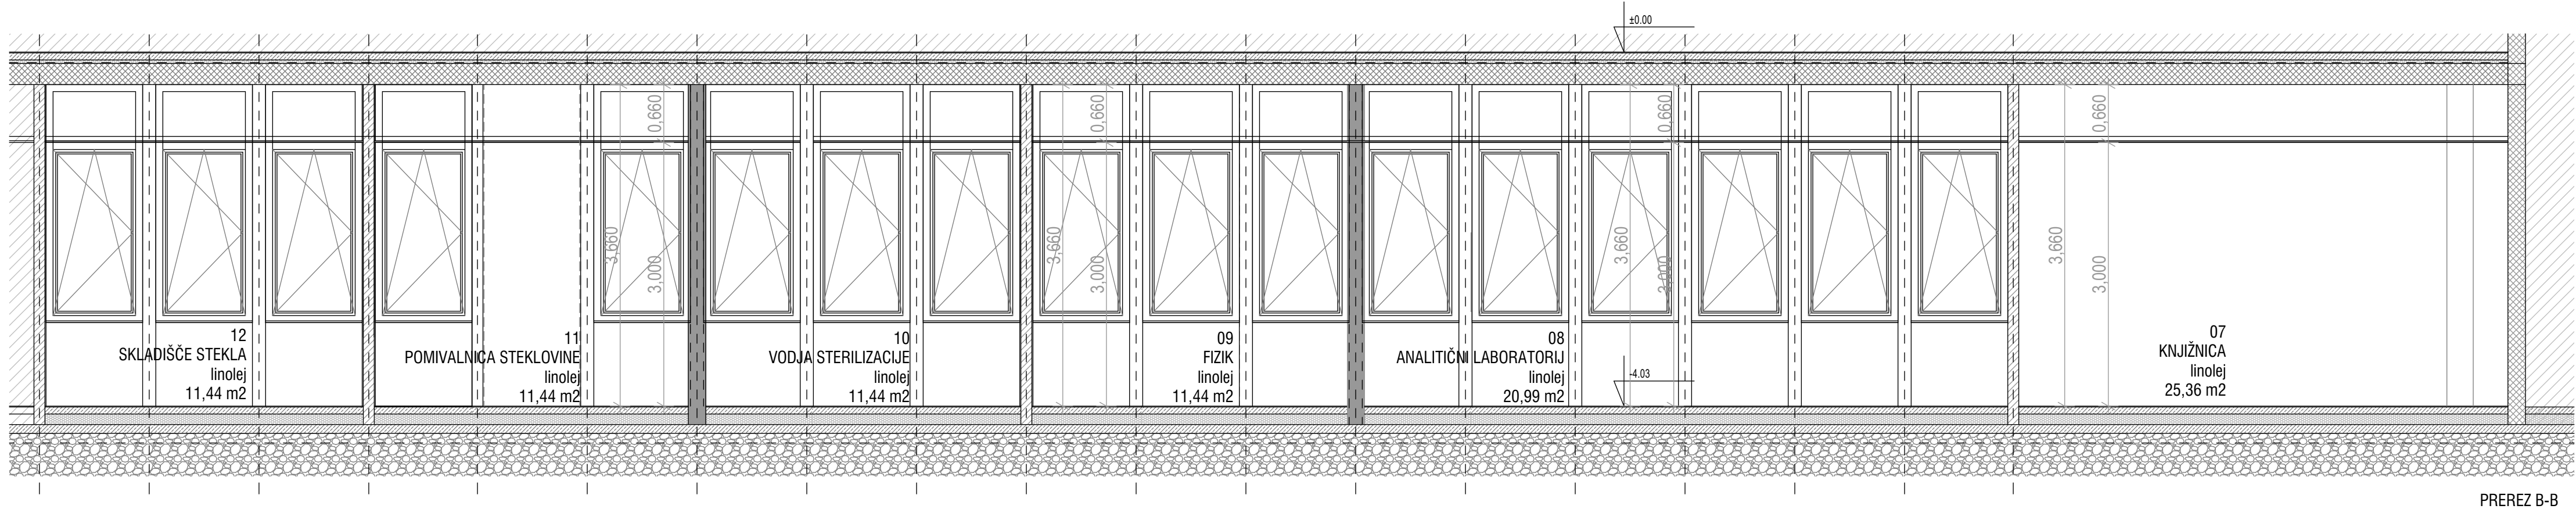 ±0.00
0,660
3,660
3,000
0,660
3,660
3,000
0,660
3,660
3,000
0,660
3,660
3,000
12
SKLADIŠČE STEKLA
linolej
11,44 m2
11
POMIVALNICA STEKLOVINE
linolej
11,44 m2
10
VODJA STERILIZACIJE
linolej
11,44 m2
09
FIZIK
linolej
11,44 m2
08
ANALITIČNI LABORATORIJ
linolej
20,99 m2
-4.03
07
KNJIŽNICA
linolej
25,36 m2
PREREZ B-B